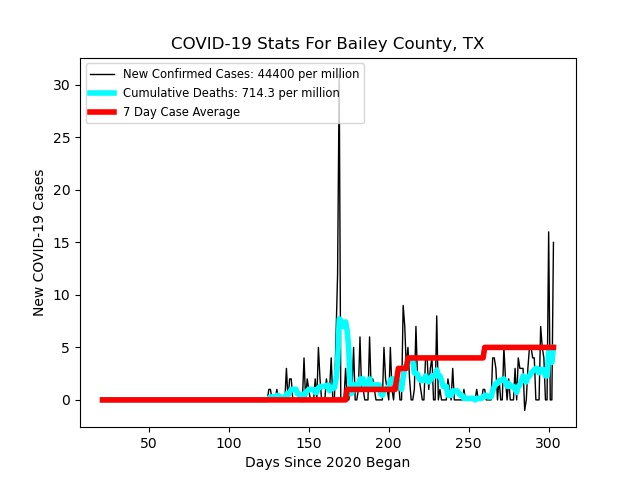 COVID-19 Stats For Bailey County, TX
New Confirmed Cases: 44400 per million
Cumulative Deaths: 714.3 per million
7 Day Case Average
30
25
20
15
10
5
0
New COVID-19 Cases
50 100 150 200 250 300
Days Since 2020 Began